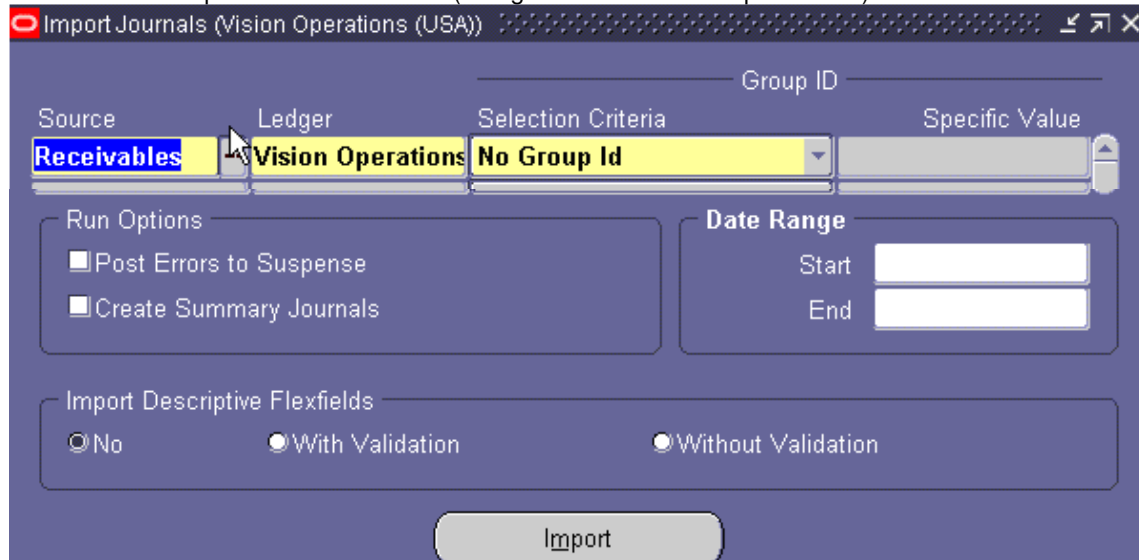 Import Journals (Vision Operations (USA))
Group ID
Source Ledger Selection Criteria Specific Value
Receivables Vision Operations No Group Id
Run Options
Post Errors to Suspense
Create Summary Journals
Date Range
Start
End
Import Descriptive Flexfields
No With Validation Without Validation
Import